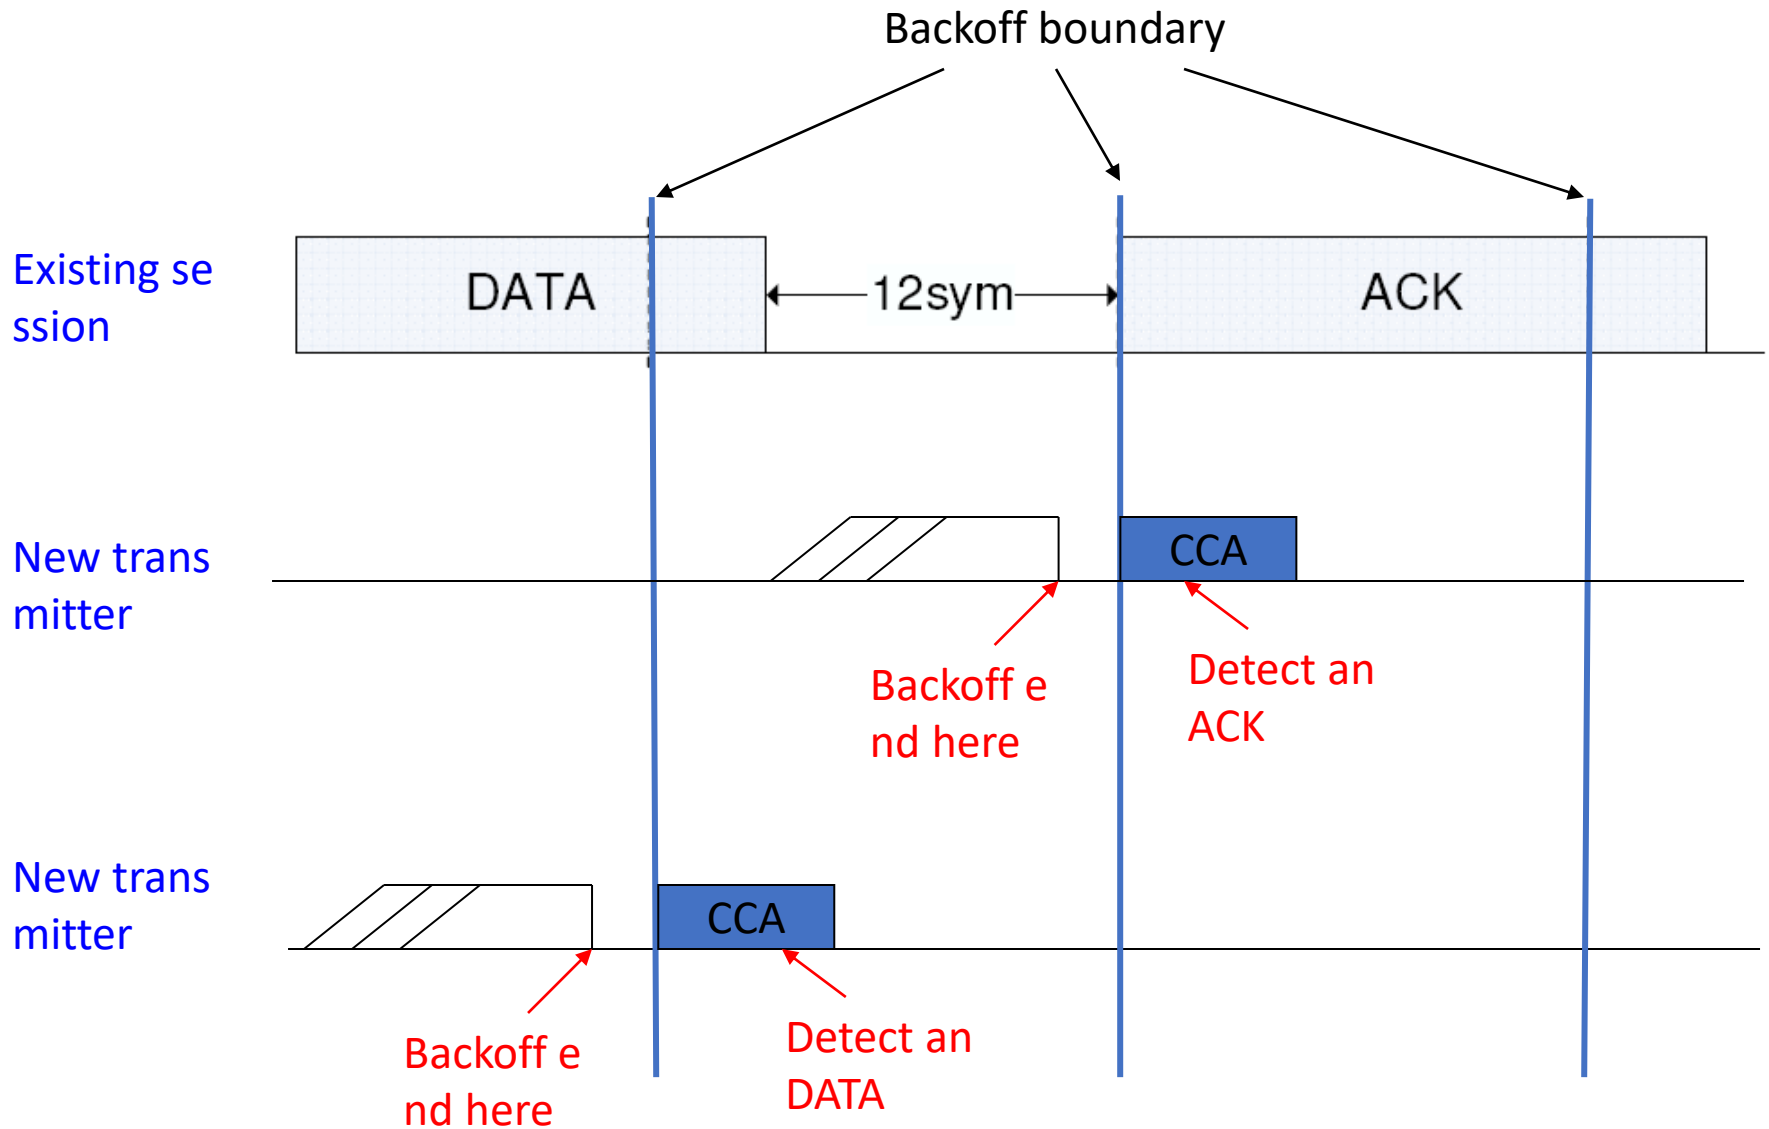 Backoff boundary
Existing se
ssion
DATA
12sym
ACK
New trans
mitter
CCA
Backoff e
nd here
Detect an
ACK
New trans
mitter
CCA
Backoff e
nd here
Detect an
DATA